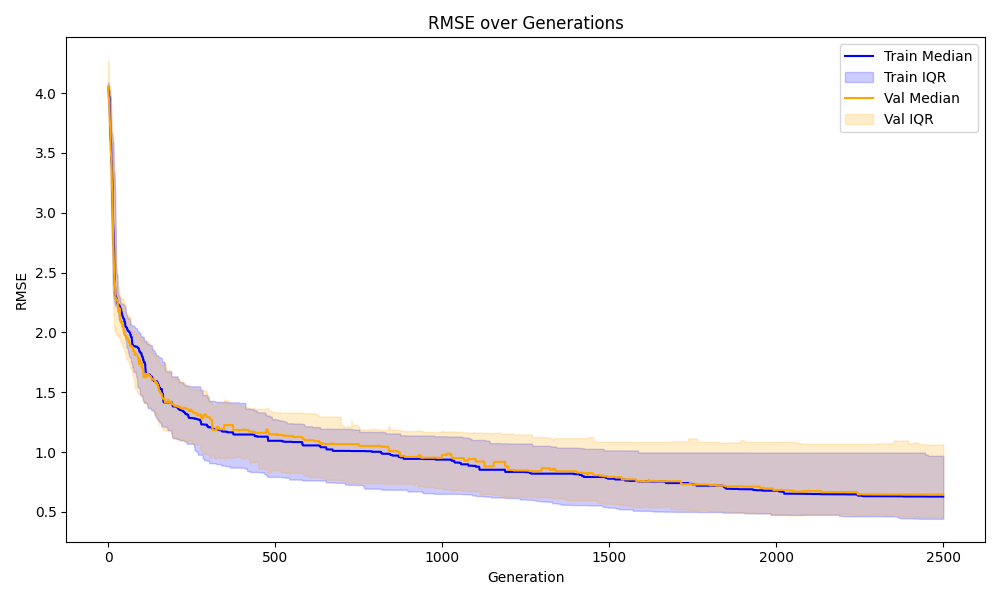 RMSE over Generations
Train Median
Train IQR
Val Median
Val IQR
RMSE
4.0
3.5
3.0
2.5
2.0
1.5
1.0
0.5
0
500
1000
1500
2000
2500
Generation